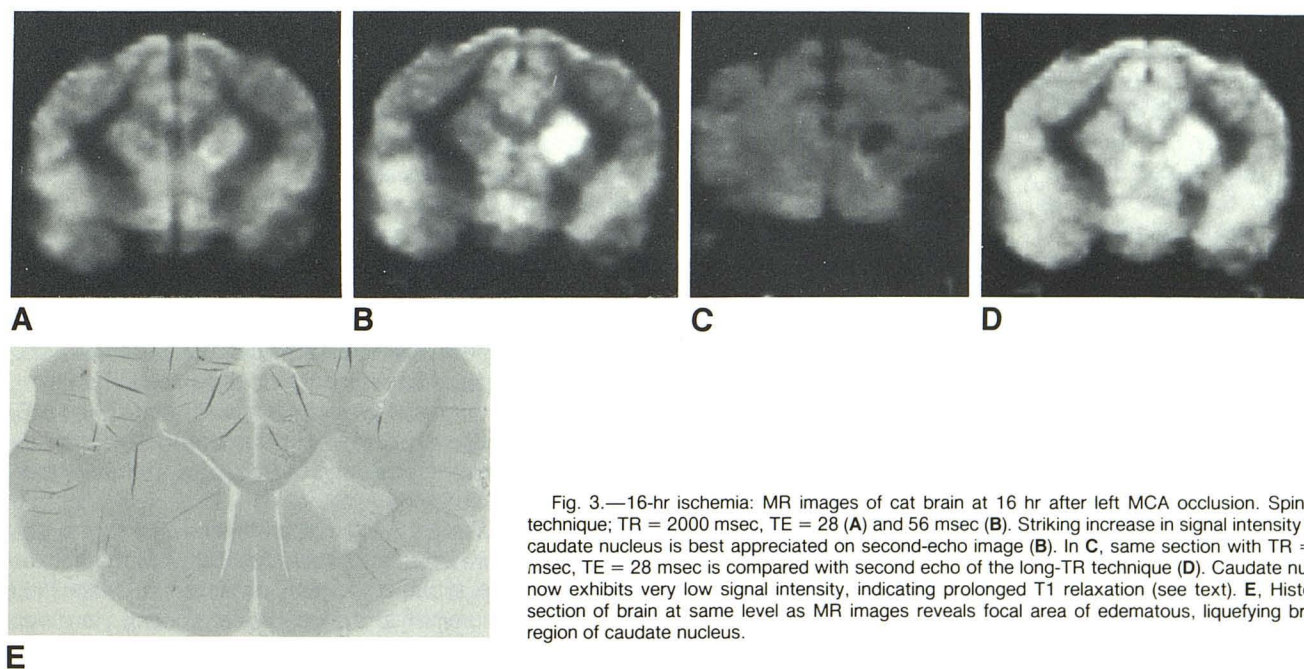 A
B
C
D
E
Fig. 3.—16-hr ischemia: MR images of cat brain at 16 hr after left MCA occlusion. Spin
technique; TR = 2000 msec, TE = 28 (A) and 56 msec (B). Striking increase in signal intensity
caudate nucleus is best appreciated on second-echo image (B). In C, same section with TR =
msec, TE = 28 msec is compared with second echo of the long-TR technique (D). Caudate nu
now exhibits very low signal intensity, indicating prolonged T1 relaxation (see text). E, Histo
section of brain at same level as MR images reveals focal area of edematous, liquefying br
region of caudate nucleus.